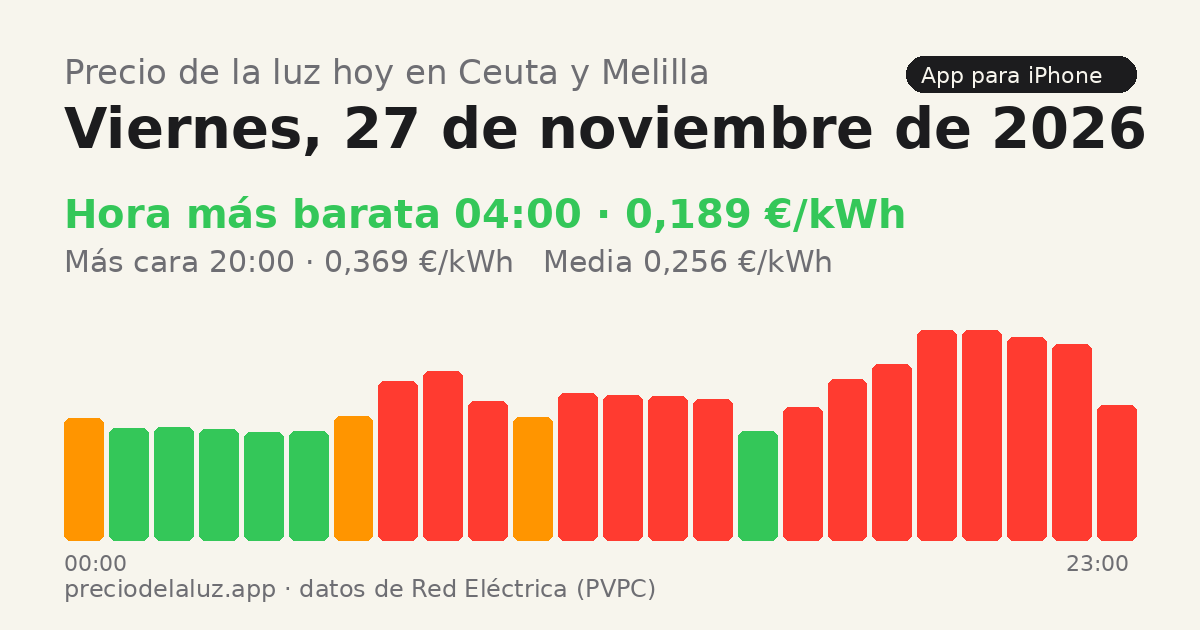 Precio de la luz hoy en Ceuta y Melilla
App para iPhone
Viernes, 27 de noviembre de 2026
Hora más barata 04:00 · 0,189 €/kWh
Más cara 20:00 · 0,369 €/kWh Media 0,256 €/kWh
00:00 23:00
preciodelaluz.app · datos de Red Eléctrica (PVPC)